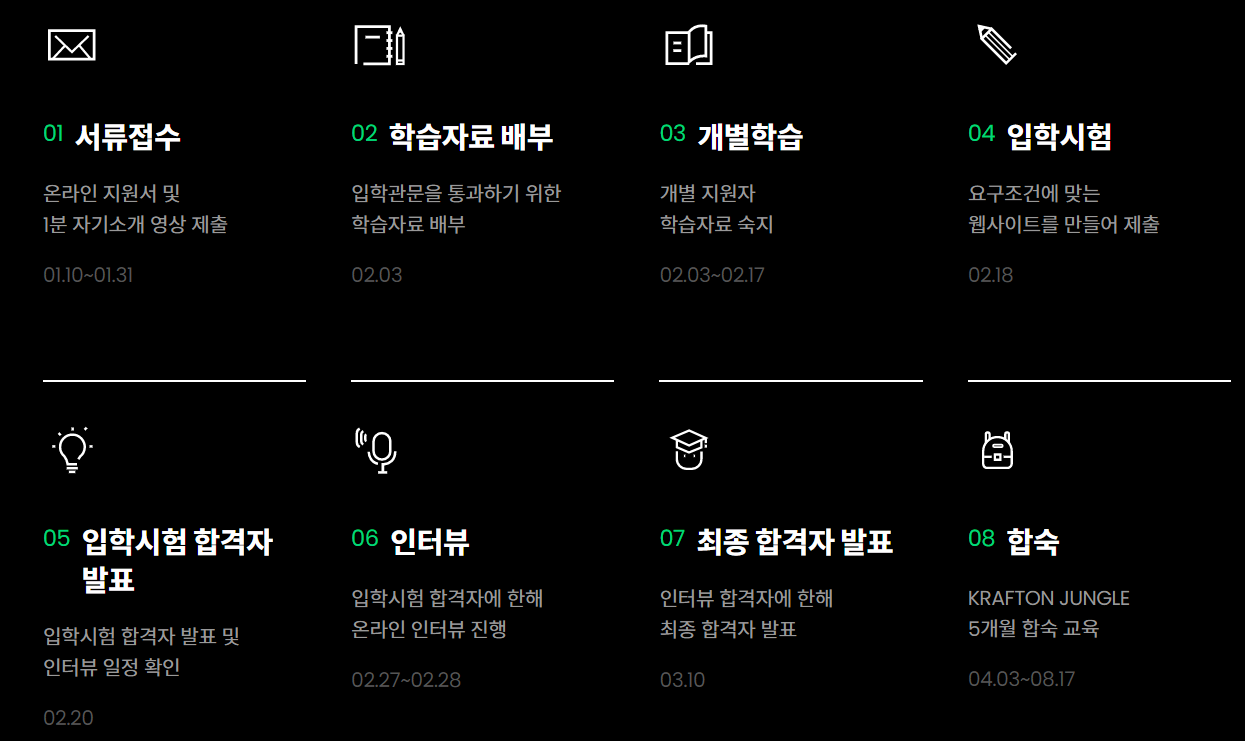 01 서류접수
온라인 지원서 및
1분 자기소개 영상 제출
01.10~01.31
02 학습자료 배부
입학관문을 통과하기 위한
학습자료 배부
02.03
03 개별학습
개별 지원자
학습자료 숙지
02.03~02.17
04 입학시험
요구조건에 맞는
웹사이트를 만들어 제출
02.18
05 입학시험 합격자
발표
입학시험 합격자 발표 및
인터뷰 일정 확인
02.20
06 인터뷰
입학시험 합격자에 한해
온라인 인터뷰 진행
02.27~02.28
07 최종 합격자 발표
인터뷰 합격자에 한해
최종 합격자 발표
03.10
08 합숙
KRAFTON JUNGLE
5개월 합숙 교육
04.03~08.17